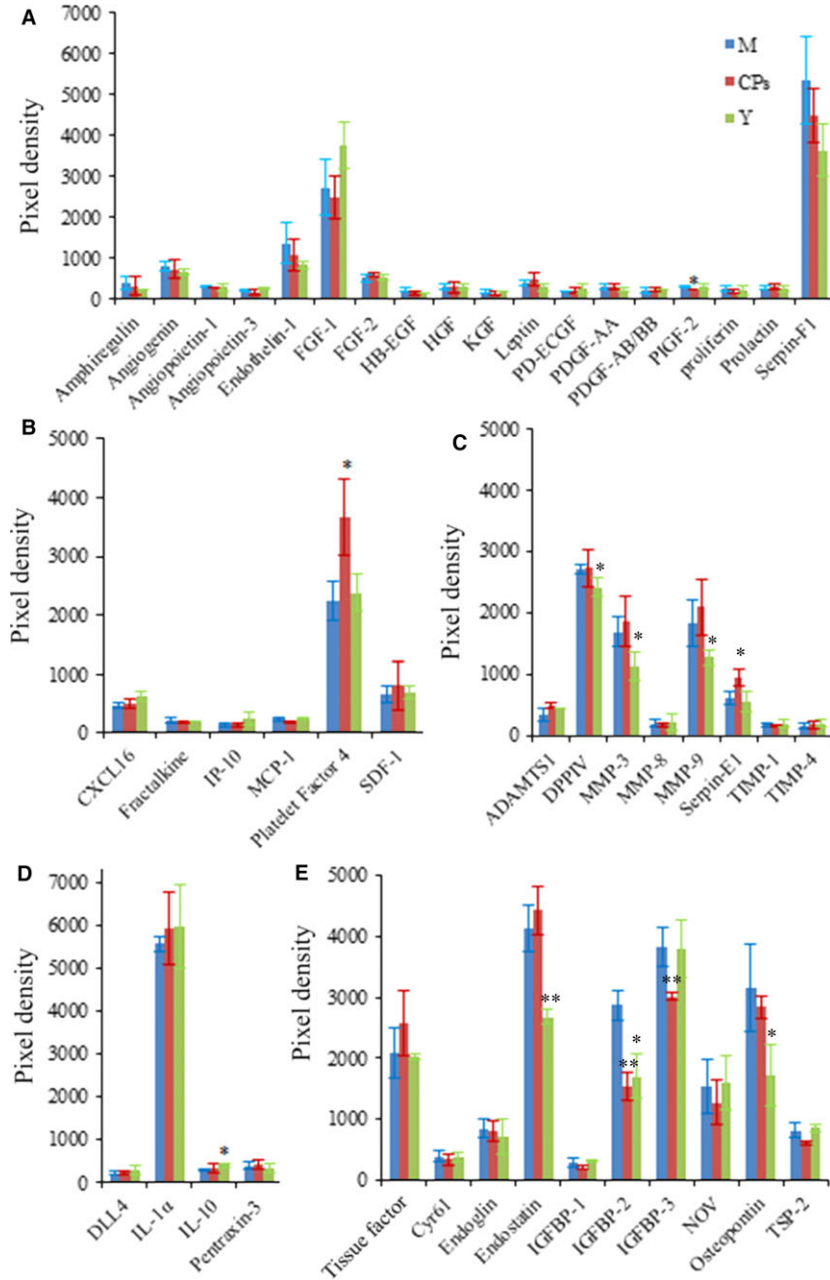 A
Pixel density
7000
6000
5000
4000
3000
2000
1000
0
M
CPs
Y
*
Amphiregulin
Angiogenin
Angiopoietin-1
Angiopoietin-3
Endothelin-1
FGF-1
FGF-2
HB-EGF
HGF
KGF
Leptin
PD-ECGF
PDGF-AA
PDGF-AB/BB
PIGF-2
proliferin
Prolactin
Serpin-F1
B
Pixel density
5000
4000
3000
2000
1000
0
*
CXCL16
Fractalkine
IP-10
MCP-1
Platelet Factor 4
SDF-1
C
Pixel density
5000
4000
3000
2000
1000
0
*
*
*
*
ADAMTS1
DPPIV
MMP-3
MMP-8
MMP-9
Serpin-E1
TIMP-1
TIMP-4
D
Pixel density
7000
6000
5000
4000
3000
2000
1000
0
*
DLL-4
IL-1α
IL-10
Pentraxin-3
E
Pixel density
5000
4000
3000
2000
1000
0
**
**
*
**
*
Tissue factor
Cyr61
Endoglin
Endostatin
IGFBP-1
IGFBP-2
IGFBP-3
NOV
Osteopontin
TSP-2